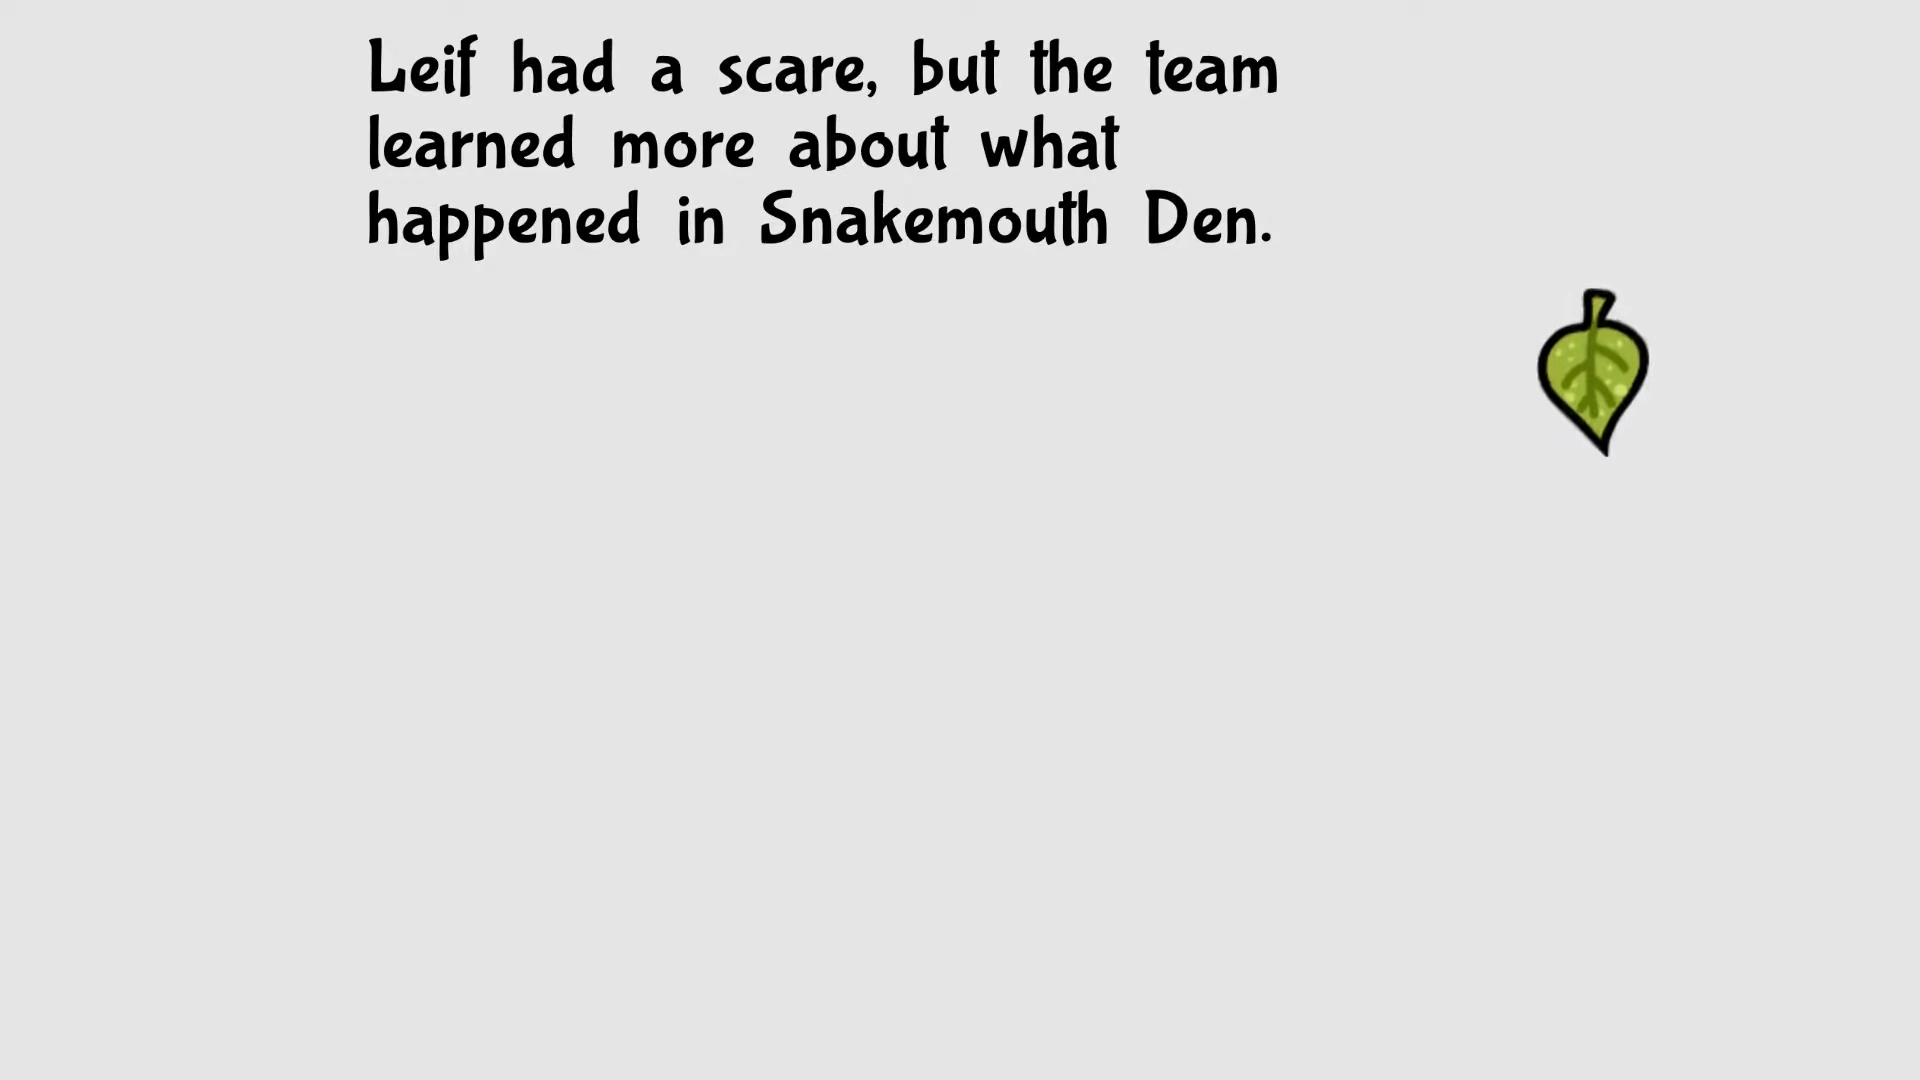 Leif had a scare, but the team
learned more about what
happened in Snakemouth Den.